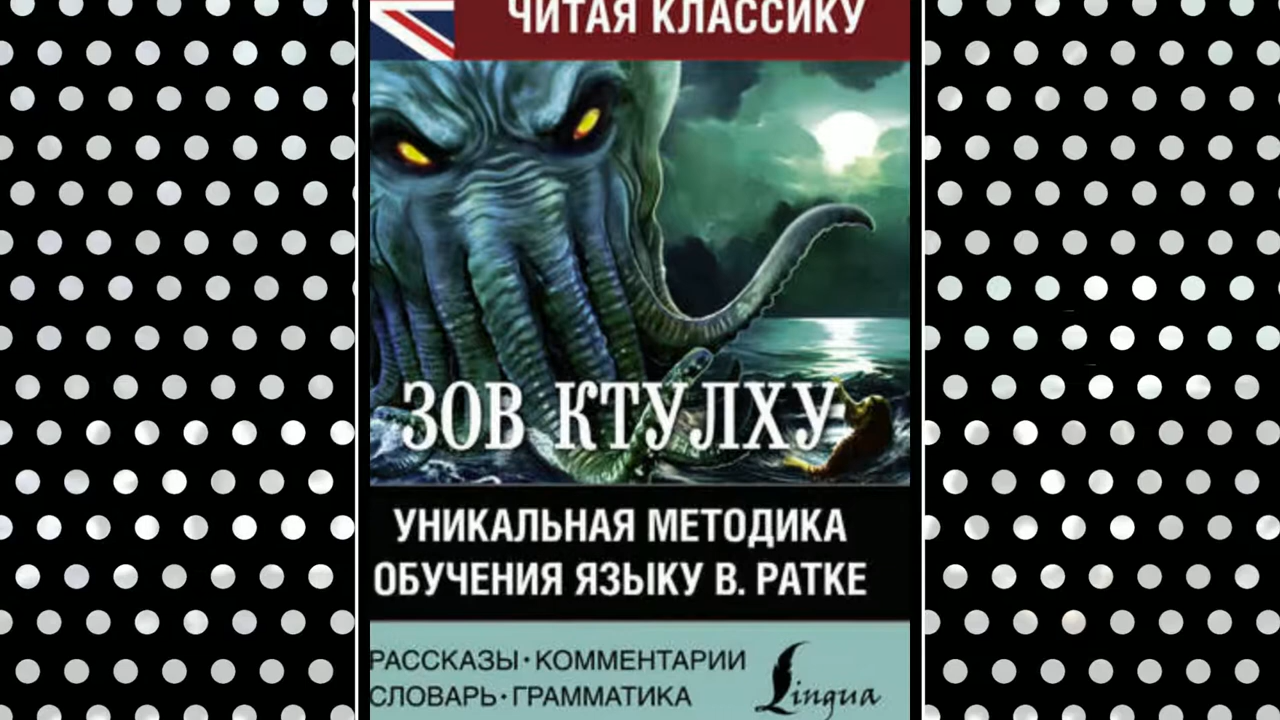 ЧИТАЯ КЛАССИКУ
ЗОВ КТУЛХУ
УНИКАЛЬНАЯ МЕТОДИКА
ОБУЧЕНИЯ ЯЗЫКУ В. РАТКЕ
РАССКАЗЫ · КОММЕНТАРИИ
СЛОВАРЬ · ГРАММАТИКА
Lingua